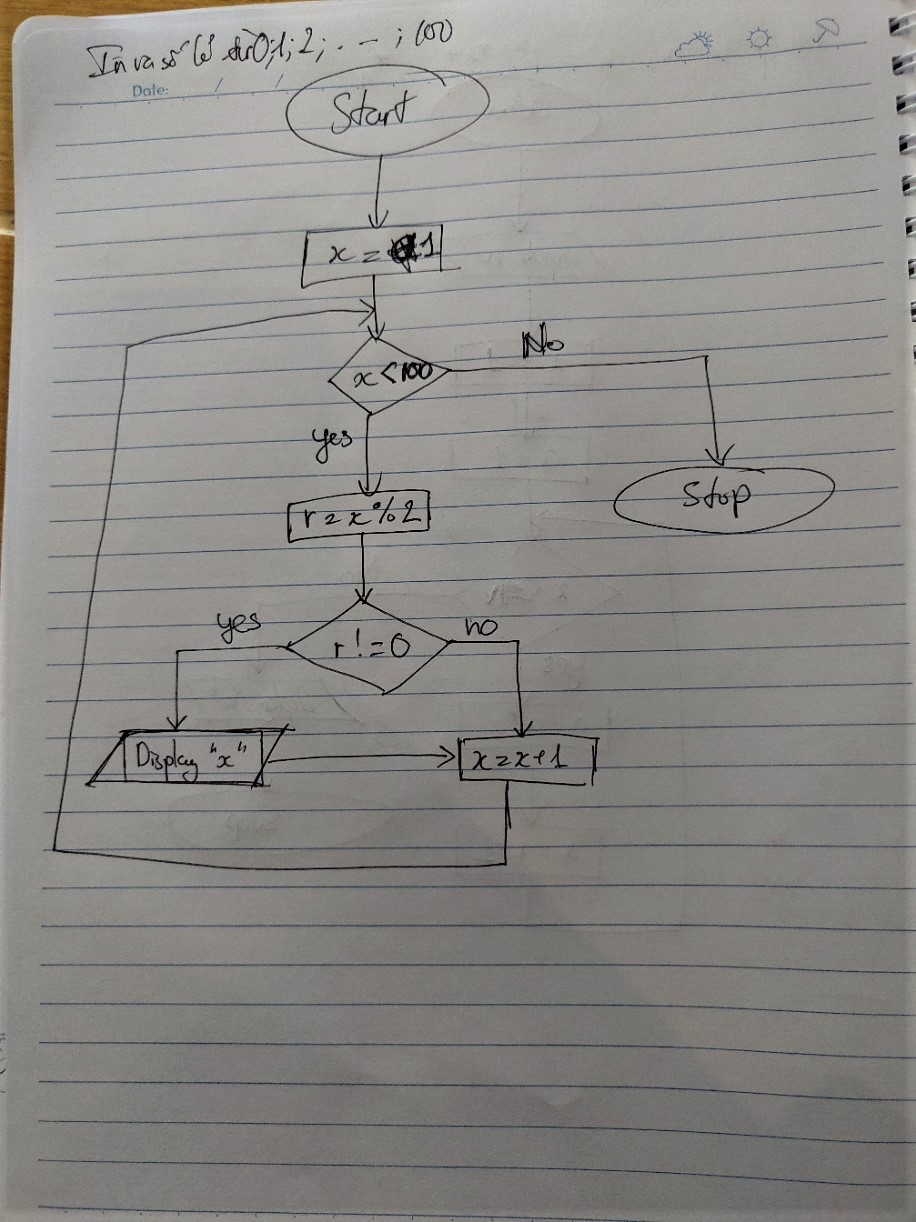 In ra số lẻ từ 0;1;2; . - - ; 100
Date: / /
Start
x = 1
x < 100
No
yes
Stop
r = x % 2
yes
no
r != 0
Display "x"
x = x + 1